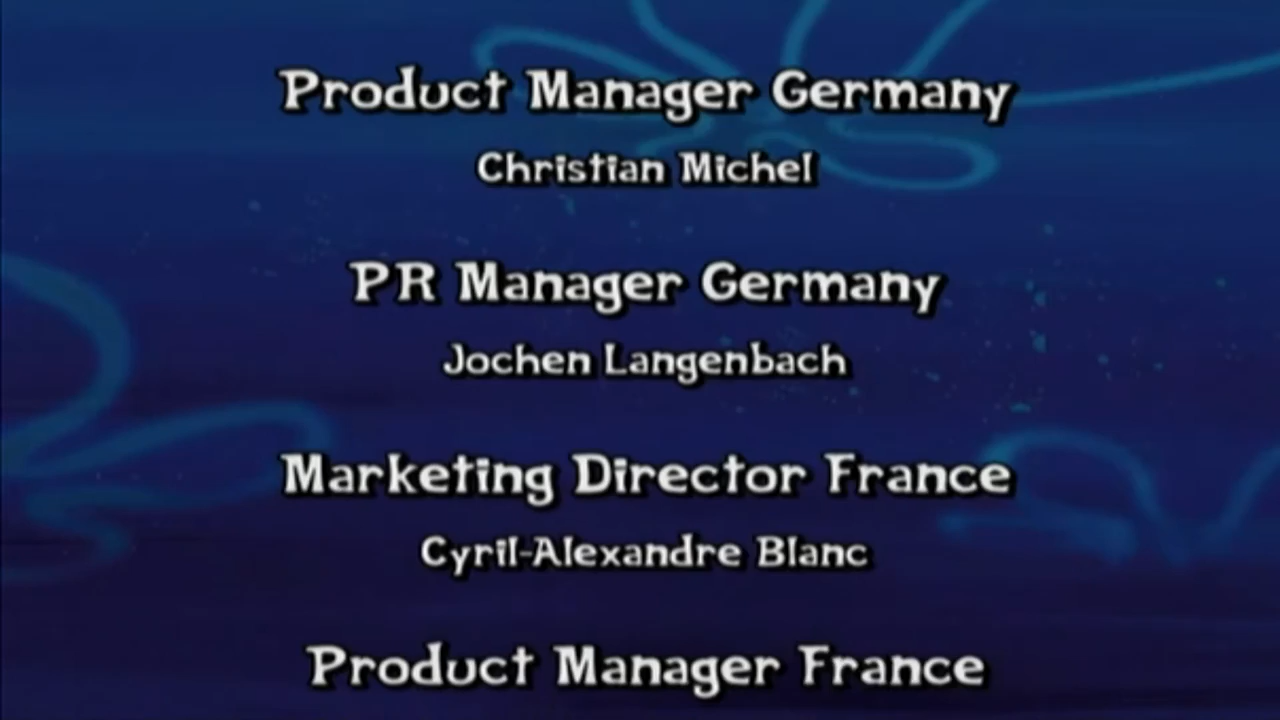 Product Manager Germany
Christian Michel
PR Manager Germany
Jochen Langenbach
Marketing Director France
Cyril-Alexandre Blanc
Product Manager France